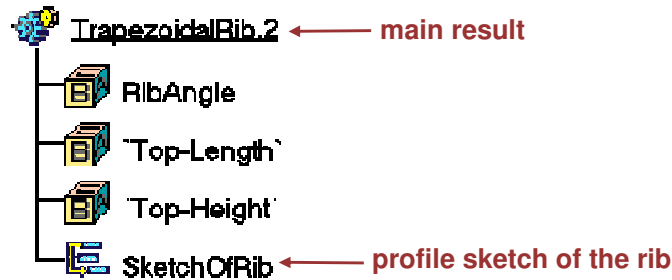 TrapezoidalRib.2 main result
RibAngle
`Top-Length`
`Top-Height`
SketchOfRib profile sketch of the rib